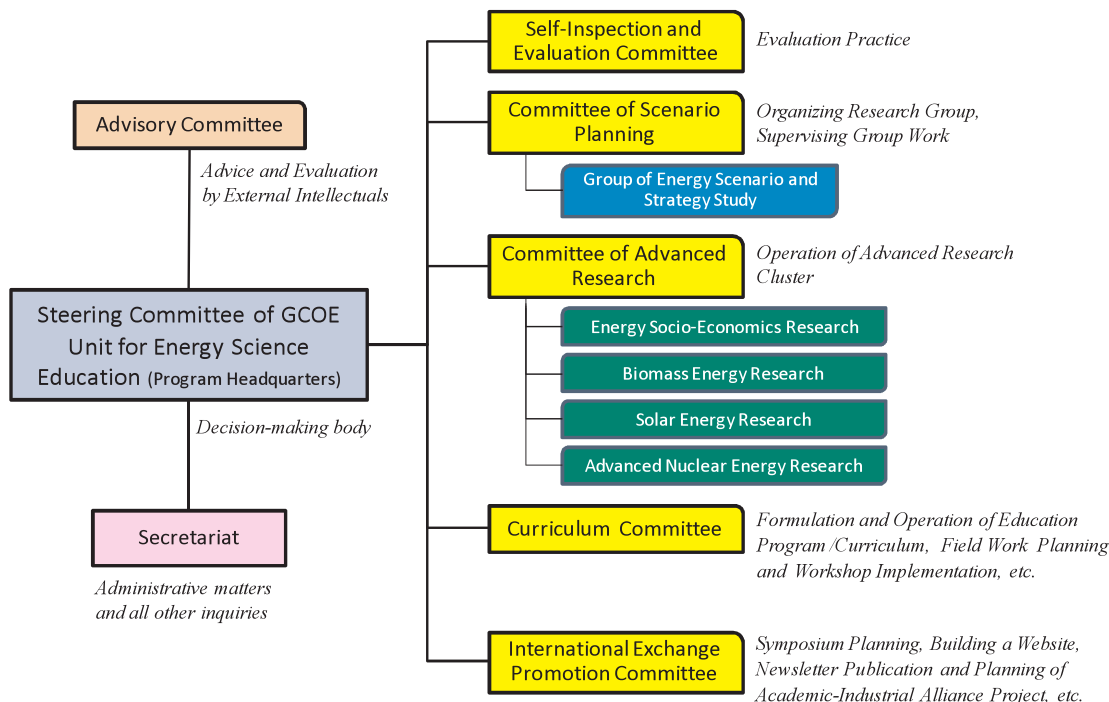 Advisory Committee
Advice and Evaluation
by External Intellectuals
Steering Committee of GCOE
Unit for Energy Science
Education (Program Headquarters)
Decision-making body
Secretariat
Administrative matters
and all other inquiries
Self-Inspection and
Evaluation Committee
Evaluation Practice
Committee of Scenario
Planning
Organizing Research Group,
Supervising Group Work
Group of Energy Scenario and
Strategy Study
Committee of Advanced
Research
Operation of Advanced Research
Cluster
Energy Socio-Economics Research
Biomass Energy Research
Solar Energy Research
Advanced Nuclear Energy Research
Curriculum Committee
Formulation and Operation of Education
Program /Curriculum, Field Work Planning
and Workshop Implementation, etc.
International Exchange
Promotion Committee
Symposium Planning, Building a Website,
Newsletter Publication and Planning of
Academic-Industrial Alliance Project, etc.